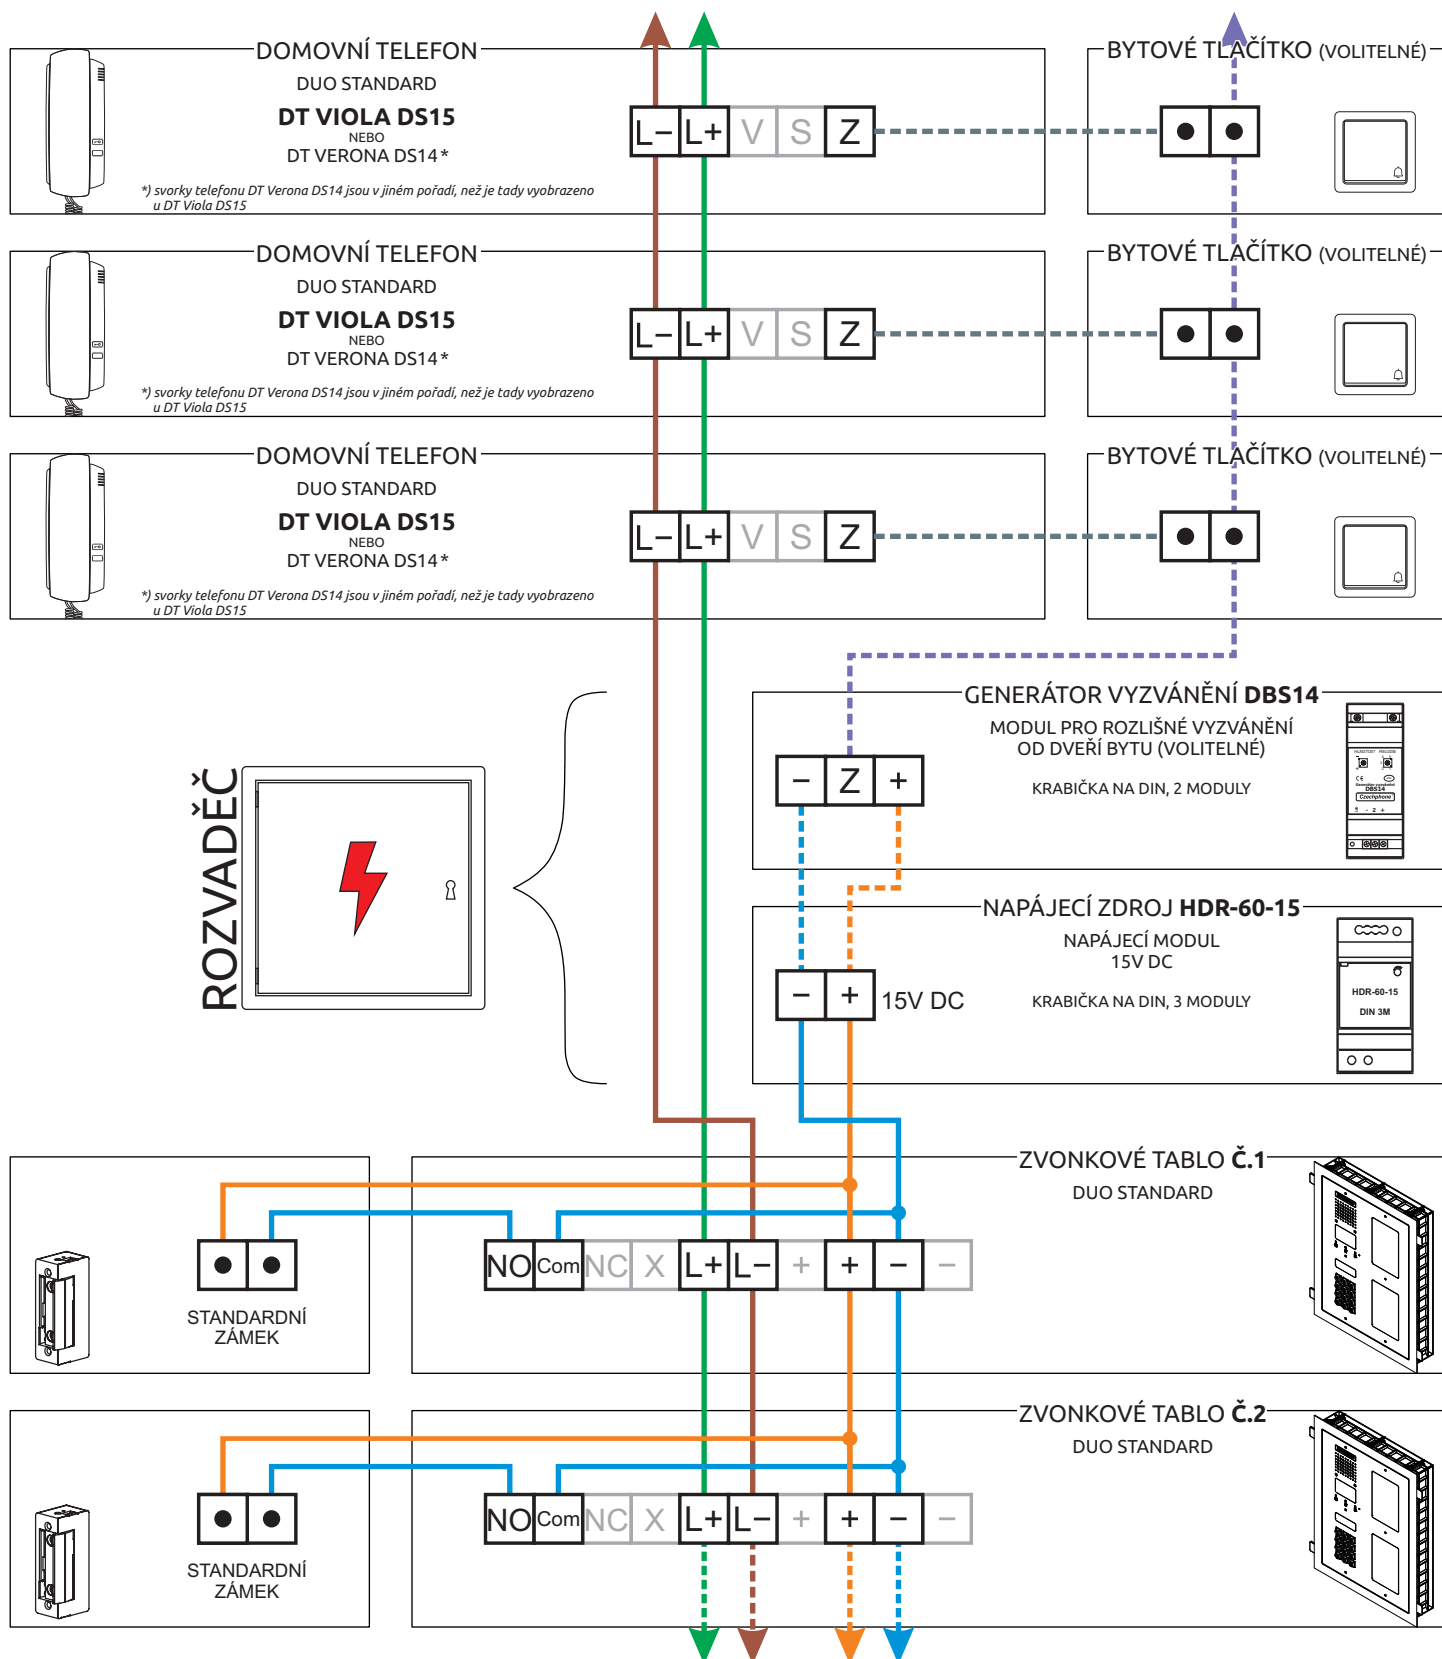 DOMOVNÍ TELEFON
DUO STANDARD
DT VIOLA DS15
NEBO
DT VERONA DS14*
*) svorky telefonu DT Verona DS14 jsou v jiném pořadí, než je tady vyobrazeno
u DT Viola DS15
L− L+ V S Z
BYTOVÉ TLAČÍTKO (VOLITELNÉ)
DOMOVNÍ TELEFON
DUO STANDARD
DT VIOLA DS15
NEBO
DT VERONA DS14*
*) svorky telefonu DT Verona DS14 jsou v jiném pořadí, než je tady vyobrazeno
u DT Viola DS15
L− L+ V S Z
BYTOVÉ TLAČÍTKO (VOLITELNÉ)
DOMOVNÍ TELEFON
DUO STANDARD
DT VIOLA DS15
NEBO
DT VERONA DS14*
*) svorky telefonu DT Verona DS14 jsou v jiném pořadí, než je tady vyobrazeno
u DT Viola DS15
L− L+ V S Z
BYTOVÉ TLAČÍTKO (VOLITELNÉ)
ROZVADĚČ
GENERÁTOR VYZVÁNĚNÍ DBS14
MODUL PRO ROZLIŠNÉ VYZVÁNĚNÍ
OD DVEŘÍ BYTU (VOLITELNÉ)
KRABIČKA NA DIN, 2 MODULY
− Z +
HLASITOST MELODIE
Generátor vyzvánění
DBS14
Czechphone
- Z +
NAPÁJECÍ ZDROJ HDR-60-15
NAPÁJECÍ MODUL
15V DC
KRABIČKA NA DIN, 3 MODULY
− + 15V DC
HDR-60-15
DIN 3M
ZVONKOVÉ TABLO Č.1
DUO STANDARD
NO Com NC X L+ L− + + − −
STANDARDNÍ
ZÁMEK
ZVONKOVÉ TABLO Č.2
DUO STANDARD
NO Com NC X L+ L− + + − −
STANDARDNÍ
ZÁMEK